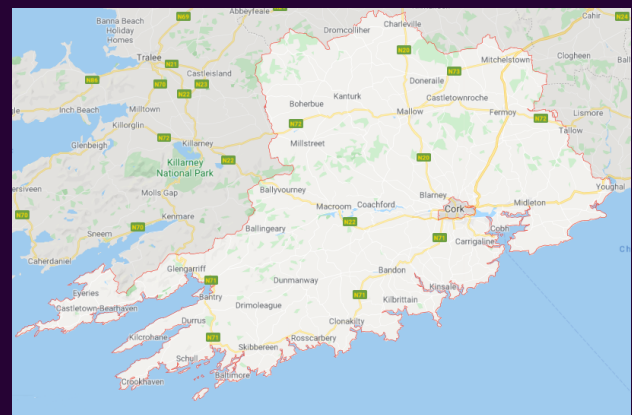 Abbeyfeale
N69
Charleville
Cahir
N24
Banna Beach
Holiday
Homes
Dromcolliher
Tralee
N20
Mitchelstown
Clogheen
N21
Castleisland
N73
Doneraile
N86
N70
N23
N22
Kanturk
Castletownroche
Boherbue
Inch Beach
Milltown
Mallow
Fermoy
Lismore
N72
Killorglin
N72
Tallow
N72
Glenbeigh
Killarney
Millstreet
Killarney
National Park
N22
N20
Molls Gap
Ballyvourney
Blarney
Youghal
Macroom
Coachford
Cork
Midleton
N70
Kenmare
N22
Sneem
N70
Ballingeary
N71
Cobh
Carrigaline
Caherdaniel
Glengarriff
Bandon
N71
Dunmanway
Kinsale
Eyeries
Bantry
N71
Kilbrittain
Castletown-Bearhaven
Drimoleague
Clonakilty
Durrus
Kilcrohane
N71
Rosscarbery
Skibbereen
Schull
Baltimore
Crookhaven